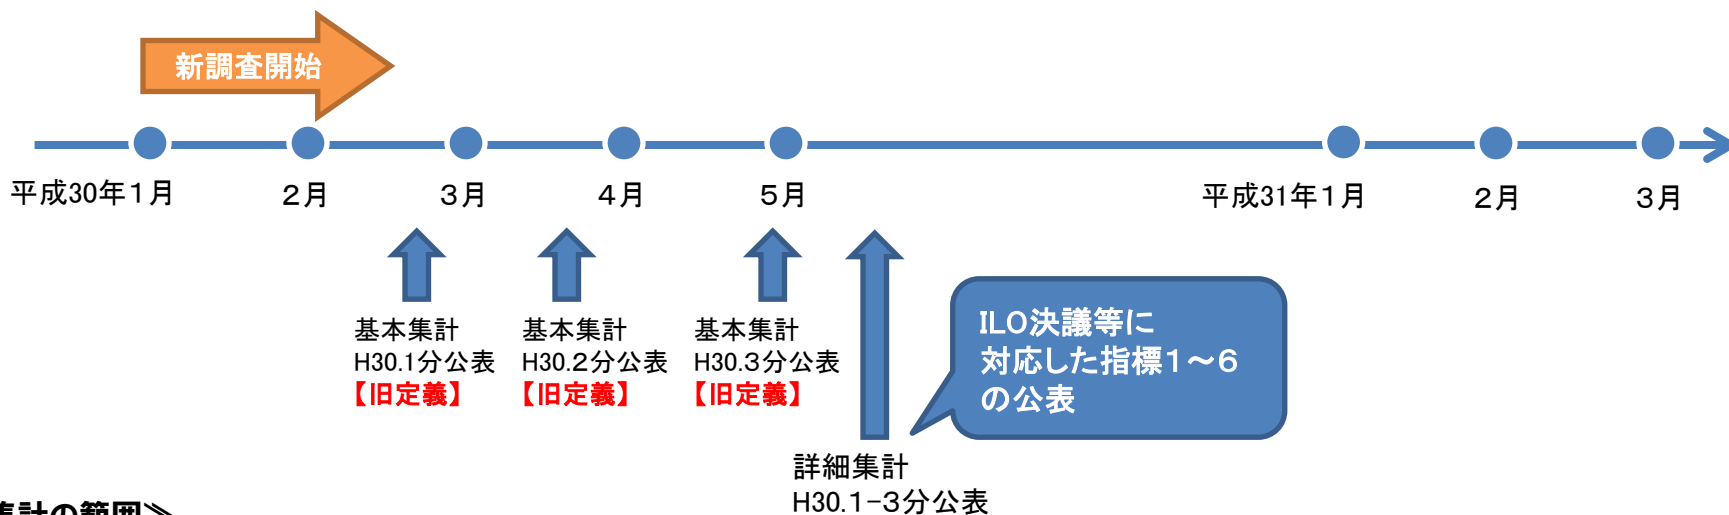 新調査開始
平成30年1月
2月
3月
4月
5月
平成31年1月
2月
3月
基本集計
H30.1分公表
【旧定義】
基本集計
H30.2分公表
【旧定義】
基本集計
H30.3分公表
【旧定義】
ILO決議等に
対応した指標1～6
の公表
詳細集計
H30.1-3分公表
集計の範囲≫